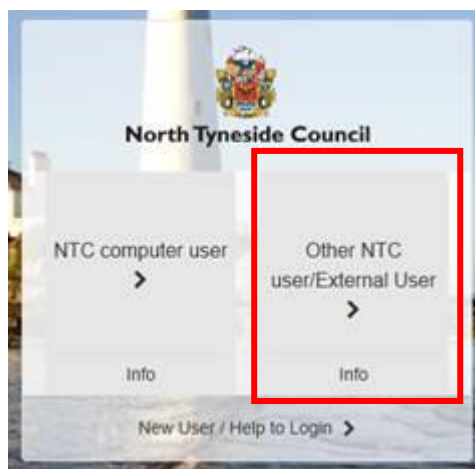 North Tyneside Council
NTC computer user
Other NTC
user/External User
Info
Info
New User / Help to Login